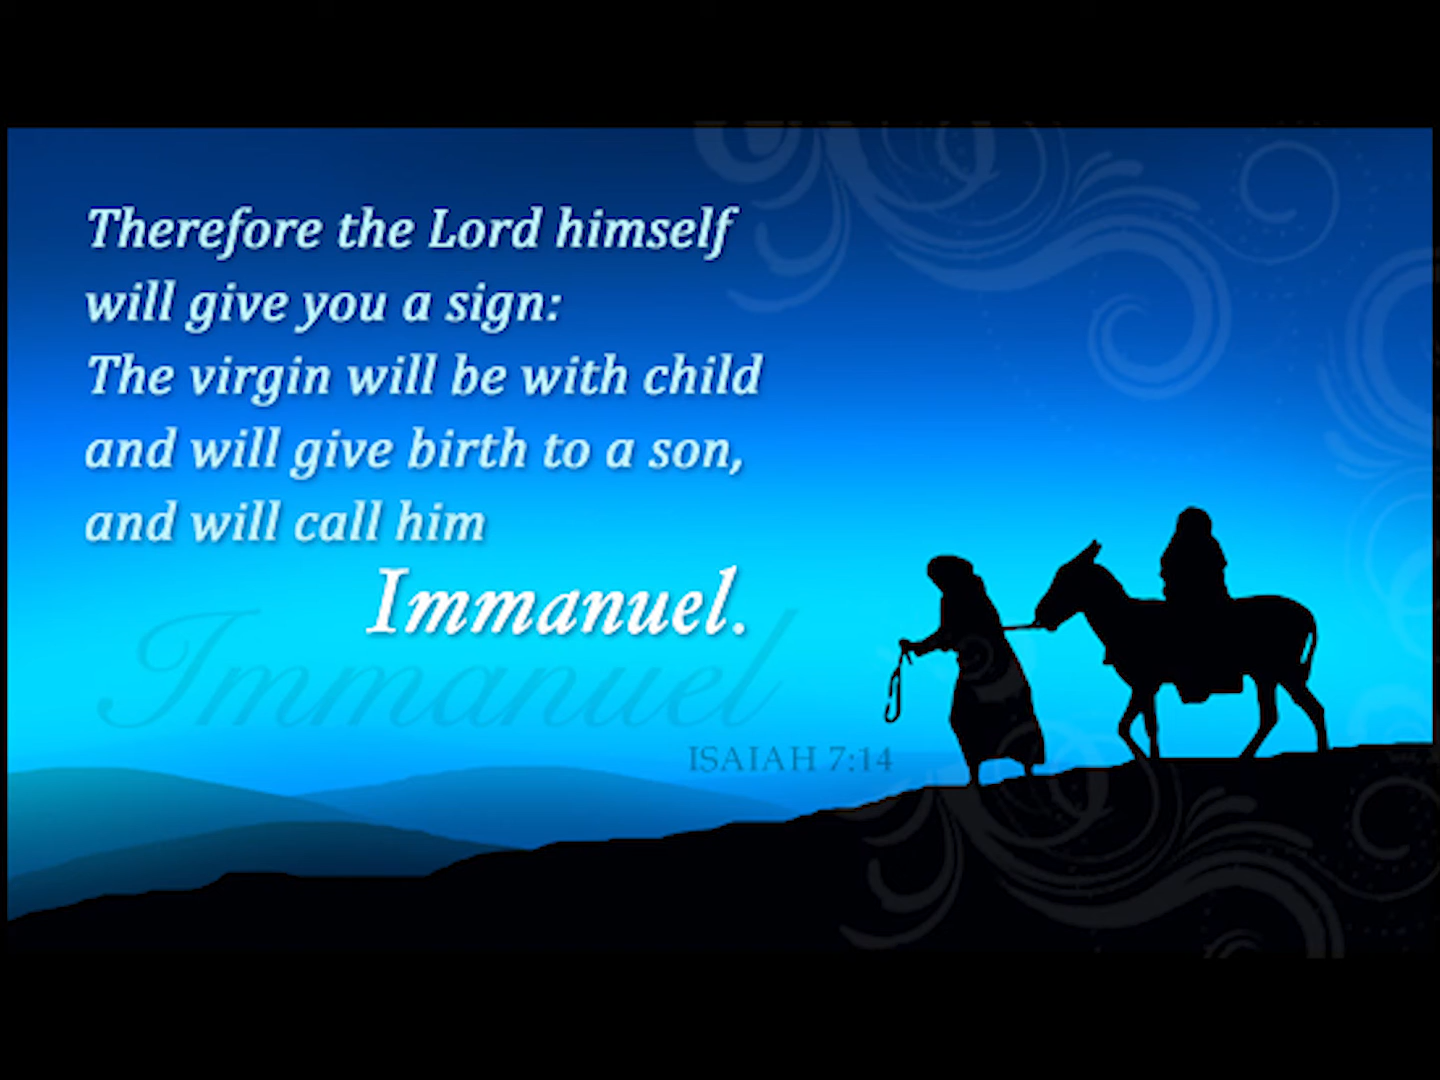 Therefore the Lord himself
will give you a sign:
The virgin will be with child
and will give birth to a son,
and will call him
Immanuel.
Immanuel
ISAIAH 7:14